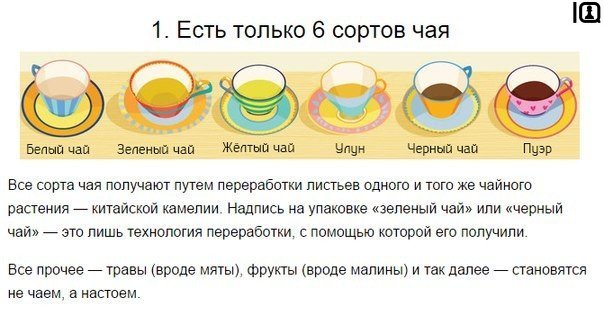 IQ
1. Есть только 6 сортов чая
Белый чай Зеленый чай Жёлтый чай Улун Черный чай Пуэр
Все сорта чая получают путем переработки листьев одного и того же чайного
растения — китайской камелии. Надпись на упаковке «зеленый чай» или «черный
чай» — это лишь технология переработки, с помощью которой его получили.
Все прочее — травы (вроде мяты), фрукты (вроде малины) и так далее — становятся
не чаем, а настоем.